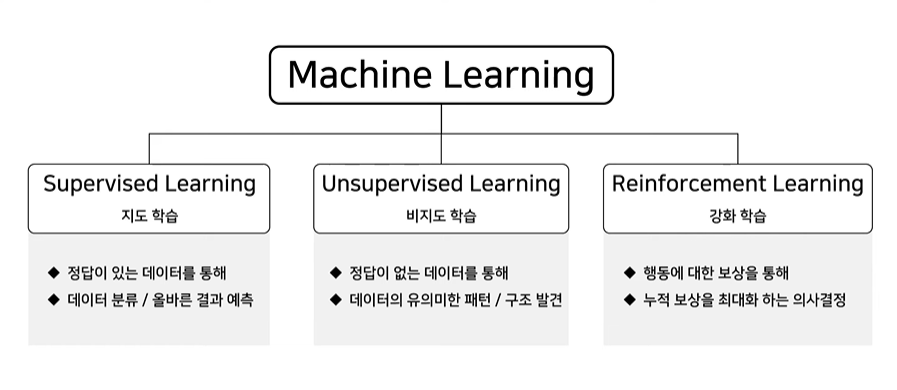 Machine Learning
Supervised Learning
지도 학습
◆ 정답이 있는 데이터를 통해
◆ 데이터 분류 / 올바른 결과 예측
Unsupervised Learning
비지도 학습
◆ 정답이 없는 데이터를 통해
◆ 데이터의 유의미한 패턴 / 구조 발견
Reinforcement Learning
강화 학습
◆ 행동에 대한 보상을 통해
◆ 누적 보상을 최대화 하는 의사결정